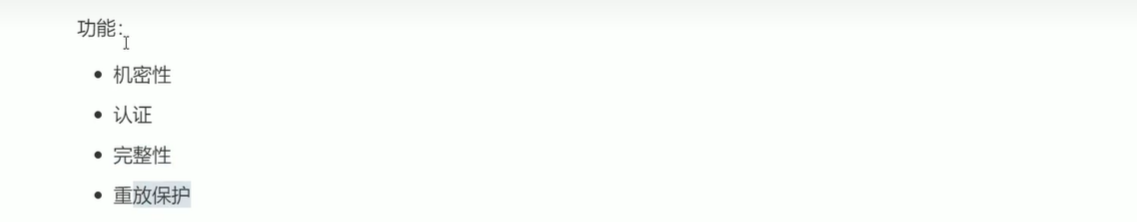 功能：
• 机密性
• 认证
• 完整性
• 重放保护